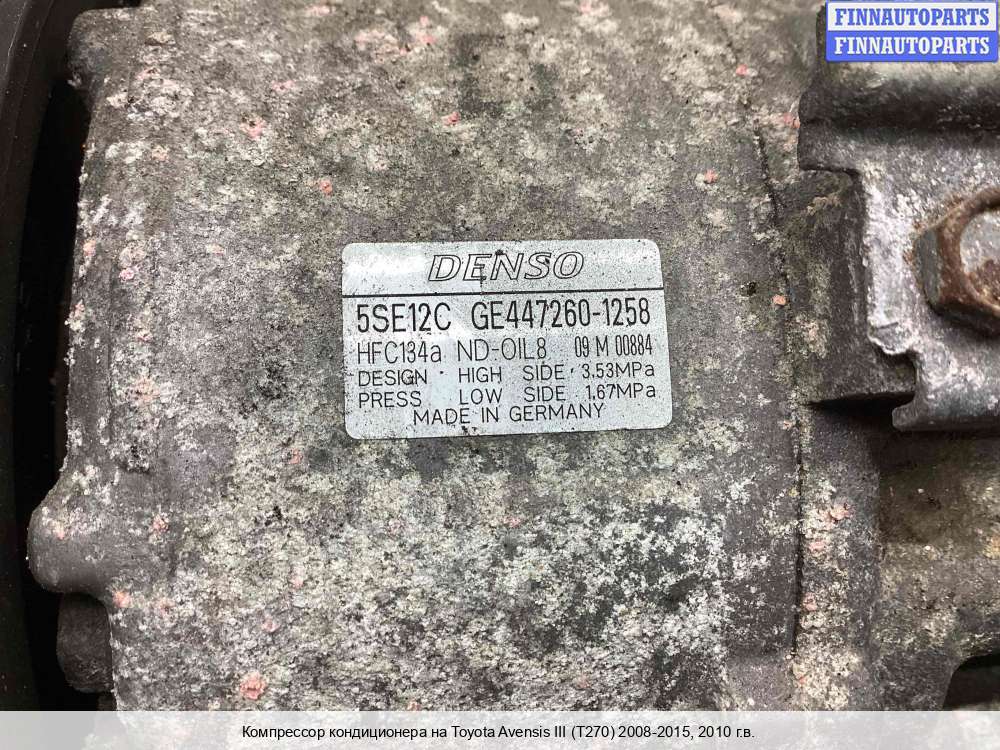 FINNAUTOPARTS
FINNAUTOPARTS
DENSO
5SE12C GE447260-1258
HFC134a ND-OIL8 09 M 00884
DESIGN HIGH SIDE 3.53MPa
PRESS LOW SIDE 1.67MPa
MADE IN GERMANY
Компрессор кондиционера на Toyota Avensis III (T270) 2008-2015, 2010 г.в.